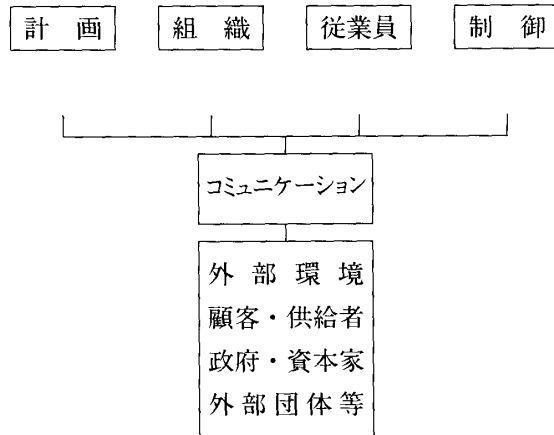 計画 組織 従業員 制御
コミュニケーション
外部環境
顧客・供給者
政府・資本家
外部団体等